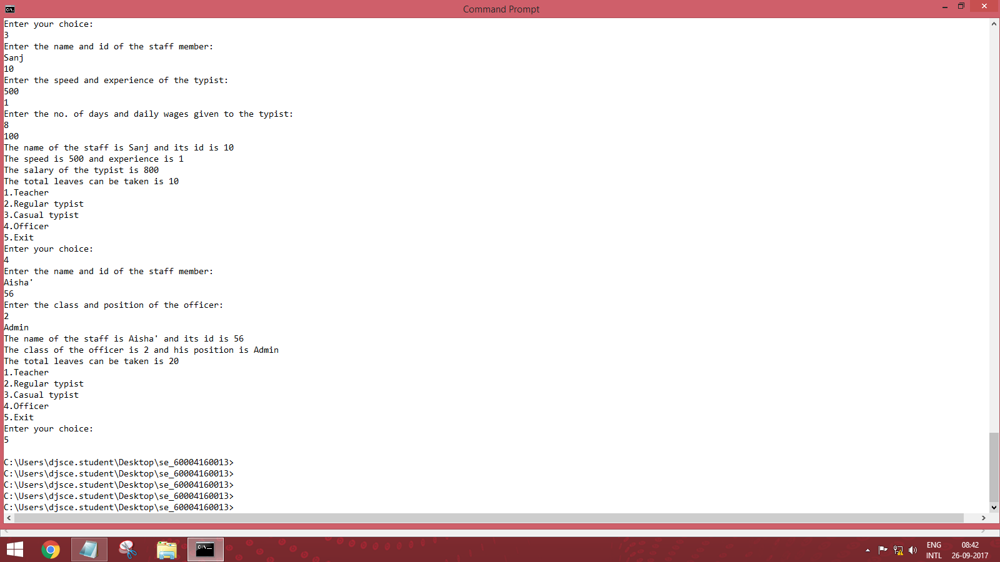 Command Prompt
Enter your choice:
3
Enter the name and id of the staff member:
Sanj
10
Enter the speed and experience of the typist:
500
1
Enter the no. of days and daily wages given to the typist:
8
100
The name of the staff is Sanj and its id is 10
The speed is 500 and experience is 1
The salary of the typist is 800
The total leaves can be taken is 10
1.Teacher
2.Regular typist
3.Casual typist
4.Officer
5.Exit
Enter your choice:
4
Enter the name and id of the staff member:
Aisha'
56
Enter the class and position of the officer:
2
Admin
The name of the staff is Aisha' and its id is 56
The class of the officer is 2 and his position is Admin
The total leaves can be taken is 20
1.Teacher
2.Regular typist
3.Casual typist
4.Officer
5.Exit
Enter your choice:
5
C:\Users\djsce.student\Desktop\se_60004160013>
C:\Users\djsce.student\Desktop\se_60004160013>
C:\Users\djsce.student\Desktop\se_60004160013>
C:\Users\djsce.student\Desktop\se_60004160013>
C:\Users\djsce.student\Desktop\se_60004160013>
ENG 08:42
INTL 26-09-2017